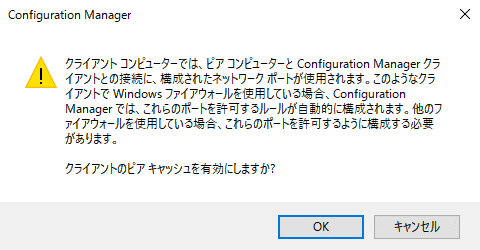 Configuration Manager
クライアント コンピューターでは、ピア コンピューターと Configuration Manager クラ
イアントとの接続に、構成されたネットワーク ポートが使用されます。このようなクラ
イアントで Windows ファイアウォールを使用している場合、Configuration
Manager では、これらのポートを許可するルールが自動的に構成されます。他のフ
ァイアウォールを使用している場合、これらのポートを許可するように構成する必要
があります。
クライアントのピア キャッシュを有効にしますか?
OK
キャンセル